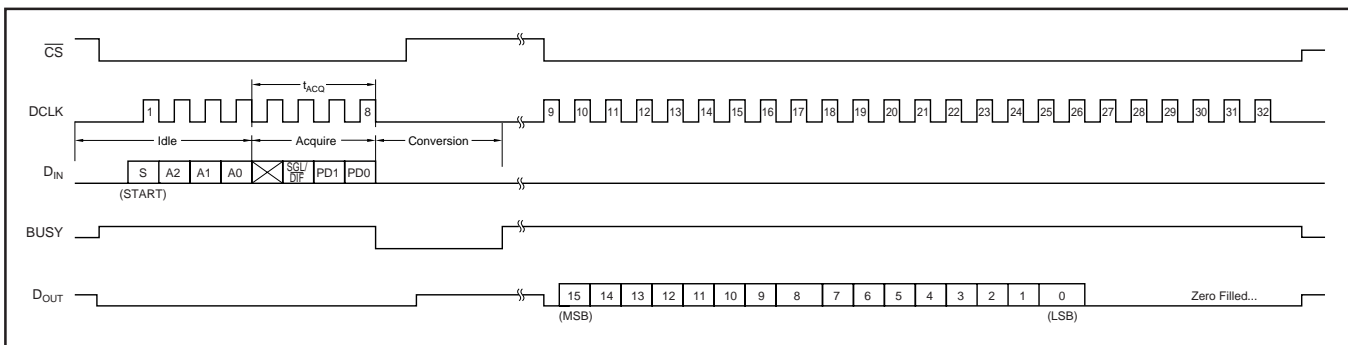 CS
tACQ
DCLK 1 8 9 10 11 12 13 14 15 16 17 18 19 20 21 22 23 24 25 26 27 28 29 30 31 32
Idle Acquire Conversion
DIN S A2 A1 A0 SGL/DIF PD1 PD0
(START)
BUSY
DOUT 15 14 13 12 11 10 9 8 7 6 5 4 3 2 1 0 Zero Filled...
(MSB) (LSB)